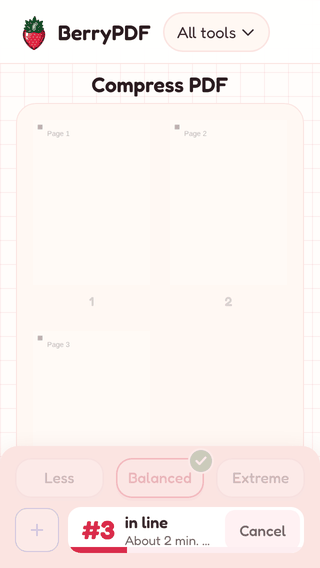 BerryPDF
All tools
Compress PDF
Page 1
Page 2
1
2
Page 3
Less
Balanced
Extreme
#3
in line
About 2 min. ...
Cancel